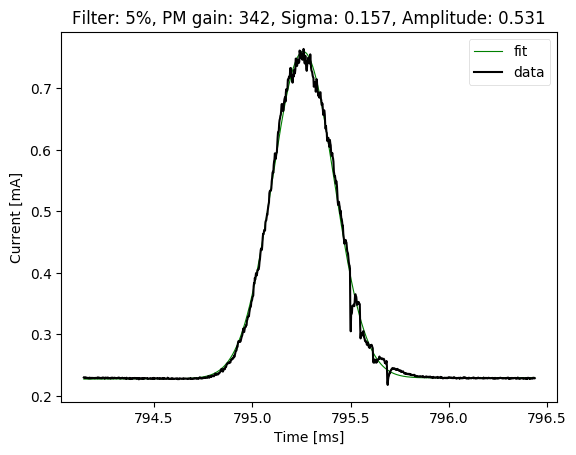 Filter: 5%, PM gain: 342, Sigma: 0.157, Amplitude: 0.531
fit
data
0.7
0.6
0.5
0.4
0.3
0.2
Current [mA]
794.5 795.0 795.5 796.0 796.5
Time [ms]